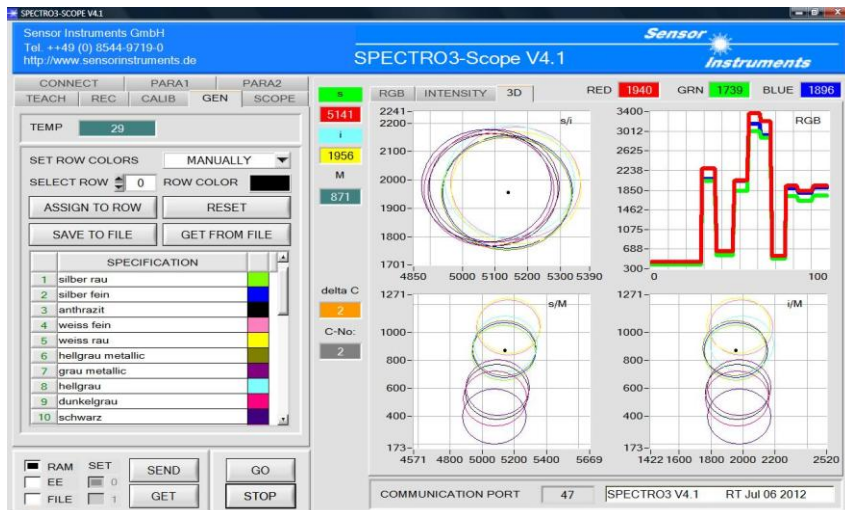 SPECTRO3-SCOPE V4.1
Sensor Instruments GmbH
Tel. ++49 (0) 8544-9719-0
http://www.sensorinstruments.de
SPECTRO3-Scope V4.1
Sensor
Instruments
CONNECT PARA1 PARA2
TEACH REC CALIB GEN SCOPE
TEMP 29
SET ROW COLORS MANUALLY
SELECT ROW 0 ROW COLOR
ASSIGN TO ROW RESET
SAVE TO FILE GET FROM FILE
SPECIFICATION
1 silber rau
2 silber fein
3 anthrazit
4 weiss fein
5 weiss rau
6 hellgrau metallic
7 grau metallic
8 hellgrau
9 dunkelgrau
10 schwarz
RAM SET SEND GO
EE 0
FILE 1 GET STOP
s
5141
i
1956
M
871
delta C
2
C-No:
2
RGB INTENSITY 3D RED 1940 GRN 1739 BLUE 1896
s/i
2241
2200
2100
2000
1900
1800
1701
4850 5000 5100 5200 5300 5390
RGB
3400
3012
2625
2238
1850
1462
1075
688
300
0 100
s/M
1271
1000
800
600
400
173
4571 4800 5000 5200 5400 5669
i/M
1271
1000
800
600
400
173
1422 1600 1800 2000 2200 2520
COMMUNICATION PORT 47 SPECTRO3 V4.1 RT Jul 06 2012